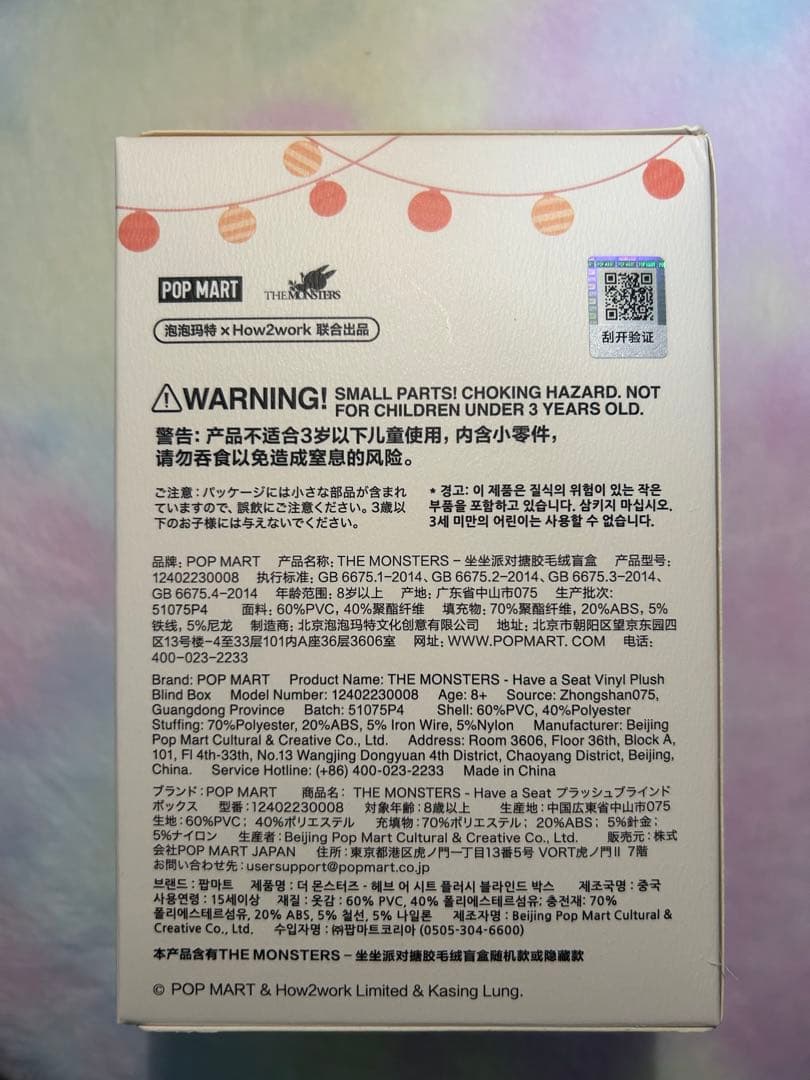 POP MART THE MONSTERS
泡泡玛特×How2work 联合出品
刮开验证
WARNING! SMALL PARTS! CHOKING HAZARD. NOT
FOR CHILDREN UNDER 3 YEARS OLD.
警告: 产品不适合3岁以下儿童使用，内含小零件，
请勿吞食以免造成窒息的风险。
ご注意：パッケージには小さな部品が含まれ
ていますので、誤飲にご注意ください。3歳以
下のお子様には与えないでください。
* 경고: 이 제품은 질식의 위험이 있는 작은
부품을 포함하고 있습니다. 삼키지 마십시오.
3세 미만의 어린이는 사용할 수 없습니다.
品牌: POP MART 产品名称: THE MONSTERS – 坐坐派对搪胶毛绒盲盒 产品型号:
12402230008 执行标准: GB 6675.1-2014、GB 6675.2-2014、GB 6675.3-2014、
GB 6675.4-2014 年龄范围: 8岁以上 产地: 广东省中山市075 生产批次:
51075P4 面料: 60%PVC, 40%聚酯纤维 填充物: 70%聚酯纤维, 20%ABS, 5%
铁线, 5%尼龙 制造商: 北京泡泡玛特文化创意有限公司 地址: 北京市朝阳区望京东园四
区13号楼-4至33层101内A座36层3606室 网址: WWW.POPMART.COM 电话:
400-023-2233
Brand: POP MART Product Name: THE MONSTERS - Have a Seat Vinyl Plush
Blind Box Model Number: 12402230008 Age: 8+ Source: Zhongshan075,
Guangdong Province Batch: 51075P4 Shell: 60%PVC, 40%Polyester
Stuffing: 70%Polyester, 20%ABS, 5% Iron Wire, 5%Nylon Manufacturer: Beijing
Pop Mart Cultural & Creative Co., Ltd. Address: Room 3606, Floor 36th, Block A,
101, Fl 4th-33th, No.13 Wangjing Dongyuan 4th District, Chaoyang District, Beijing,
China. Service Hotline: (+86) 400-023-2233 Made in China
ブランド：POP MART 商品名： THE MONSTERS - Have a Seat プラッシュブラインド
ボックス 型番：12402230008 対象年齢：8歳以上 生産地：中国広東省中山市075
生地：60%PVC； 40%ポリエステル 充填物：70%ポリエステル； 20%ABS； 5%針金；
5%ナイロン 生産者：Beijing Pop Mart Cultural & Creative Co., Ltd. 販売元：株式
会社POP MART JAPAN 住所：東京都港区虎ノ門一丁目13番5号 VORT虎ノ門Ⅱ 7階
お問い合わせ先：usersupport@popmart.co.jp
브랜드 : 팝마트 제품명 : 더 몬스터즈 - 헤브 어 시트 플러시 블라인드 박스 제조국명 : 중국
사용연령 : 15세이상 재질 : 옷감 : 60% PVC, 40% 폴리에스테르섬유; 충전재: 70%
폴리에스테르섬유, 20% ABS, 5% 철선, 5% 나일론 제조자명 : Beijing Pop Mart Cultural &
Creative Co., Ltd. 수입자명 : ㈜팝마트코리아 (0505-304-6600)
本产品含有THE MONSTERS – 坐坐派对搪胶毛绒盲盒随机款或隐藏款
© POP MART & How2work Limited & Kasing Lung.